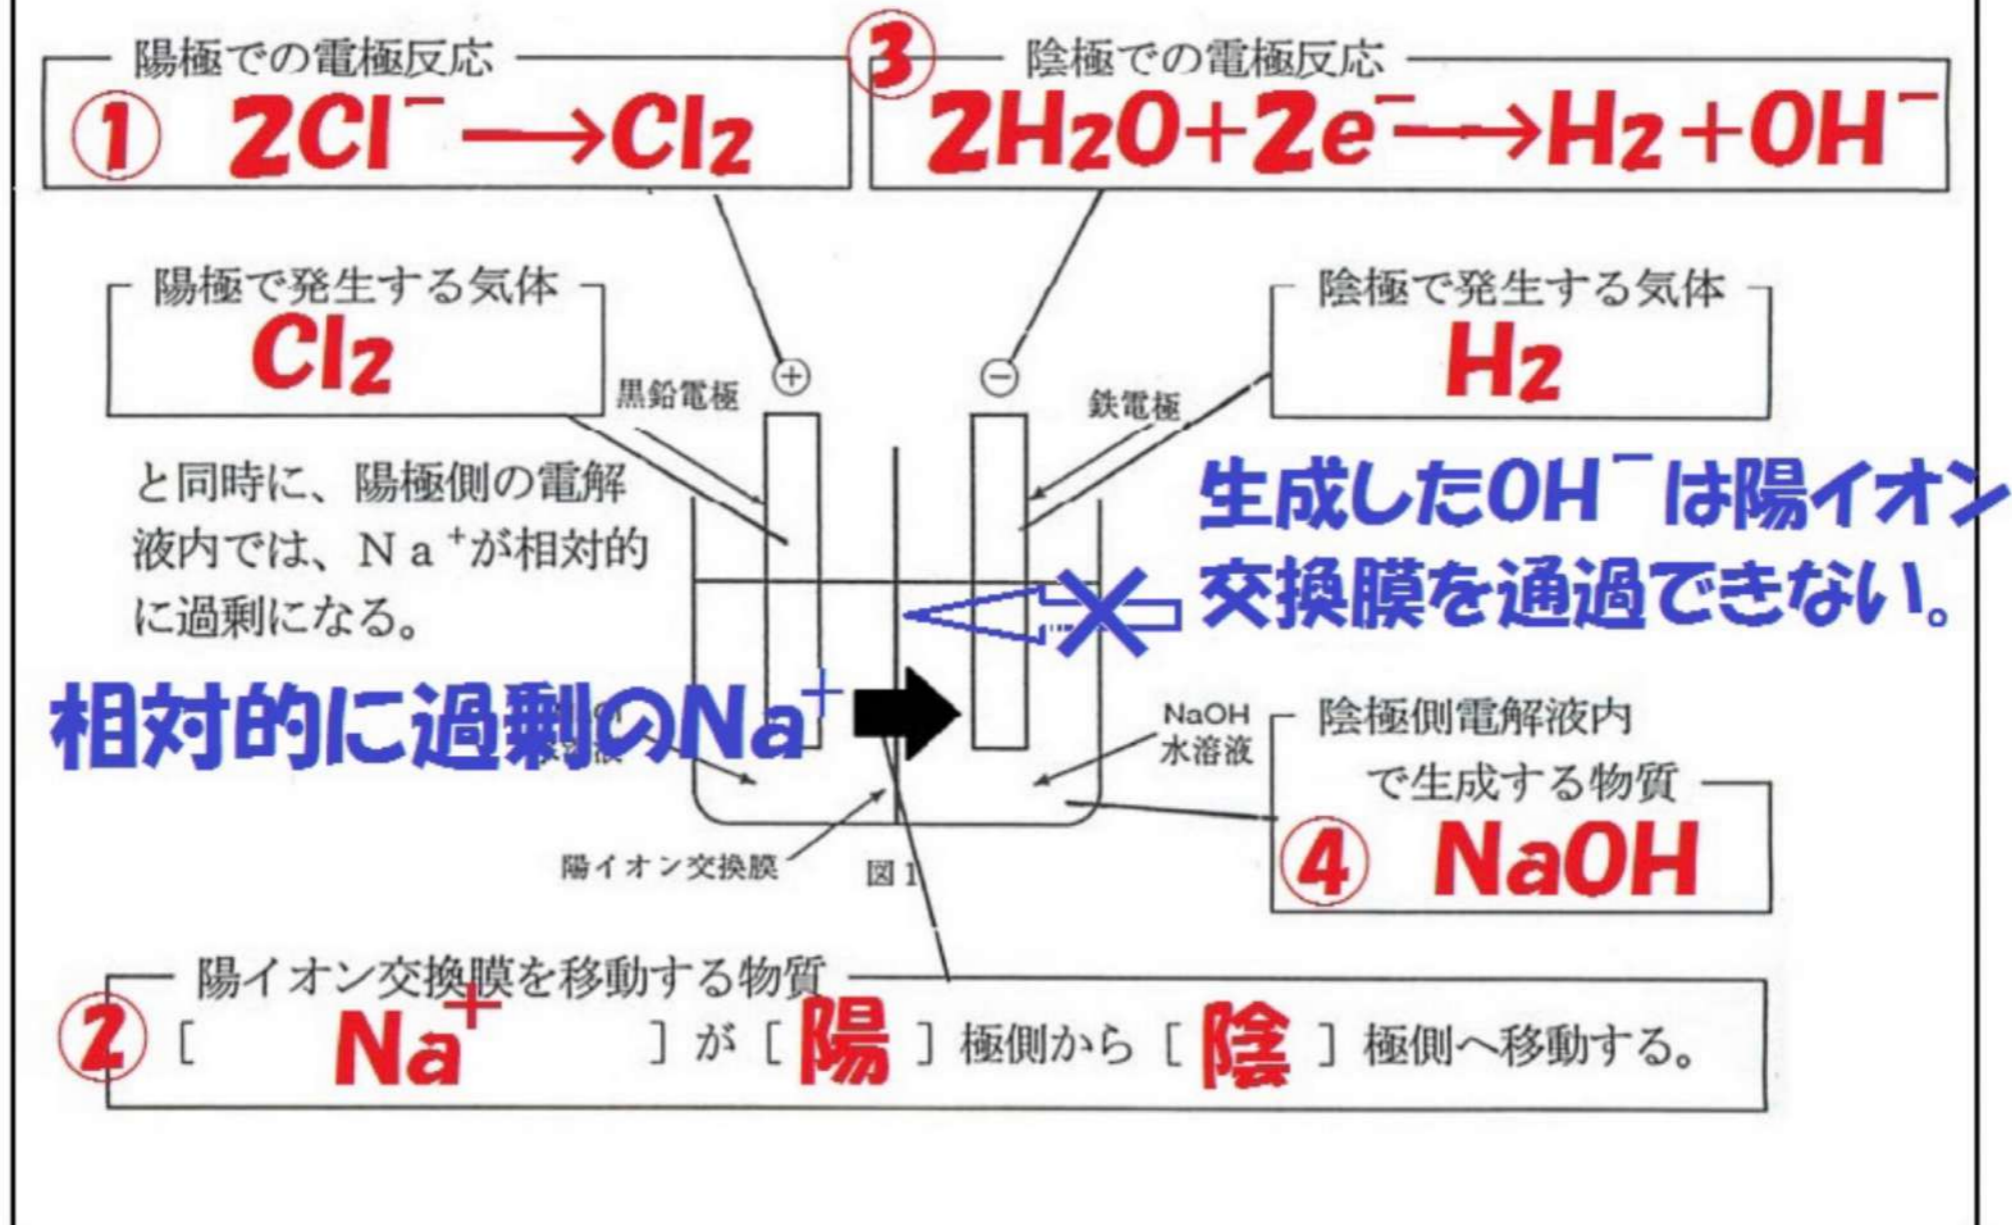 陽極での電極反応
① 2Cl⁻→Cl₂
③ 陰極での電極反応
2H₂O+2e⁻→H₂+OH⁻
陽極で発生する気体
Cl₂
陰極で発生する気体
H₂
⊕
⊖
黒鉛電極
鉄電極
と同時に、陽極側の電解
液内では、Na⁺が相対的
に過剰になる。
生成したOH⁻は陽イオン
交換膜を通過できない。
相対的に過剰のNa⁺
NaOH
水溶液
陰極側電解液内
で生成する物質
④ NaOH
陽イオン交換膜
図1
陽イオン交換膜を移動する物質
② [ Na⁺ ]が[ 陽 ]極側から[ 陰 ]極側へ移動する。